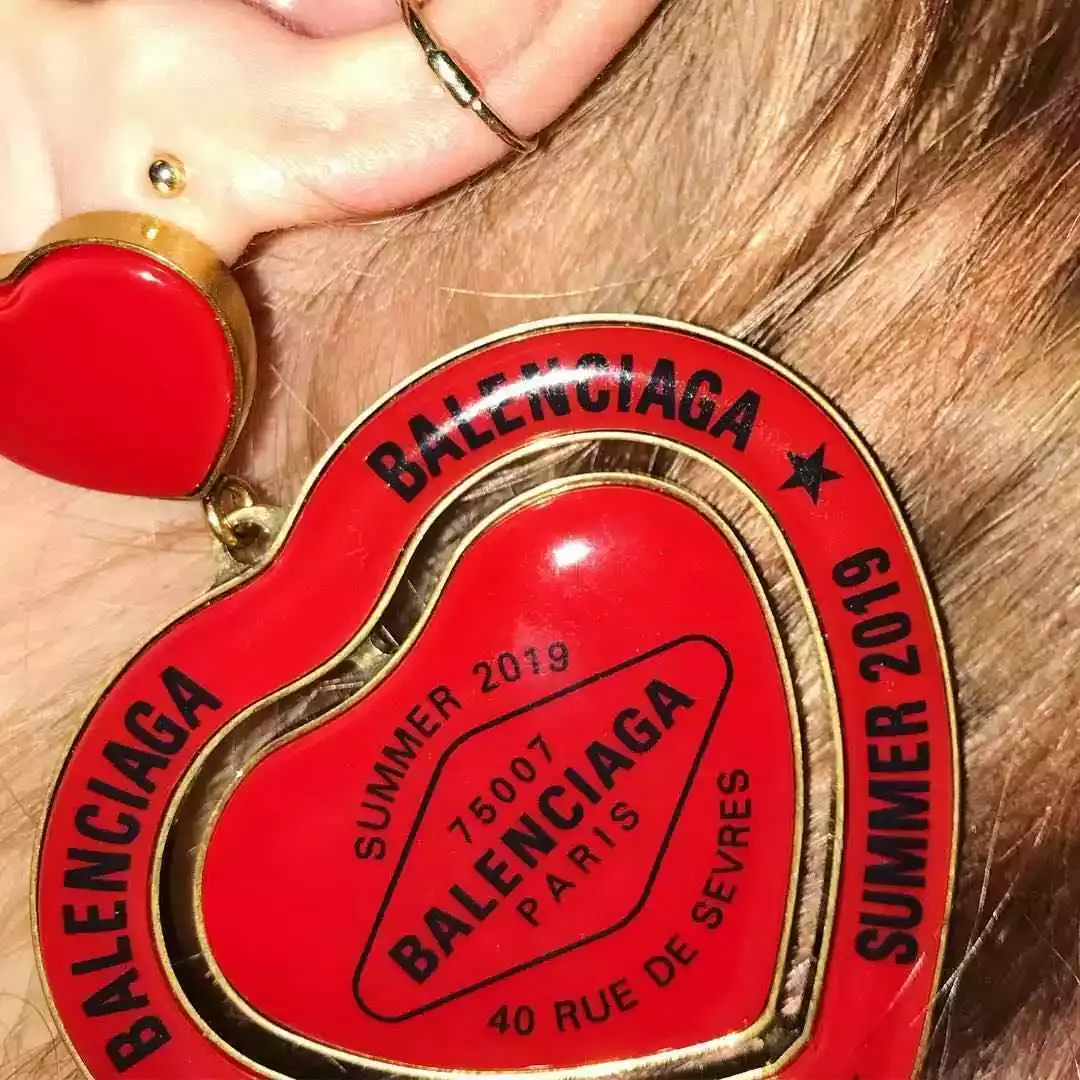 BALENCIAGA ★
SUMMER 2019
BALENCIAGA
SUMMER 2019
75007
BALENCIAGA
PARIS
40 RUE DE SEVRES